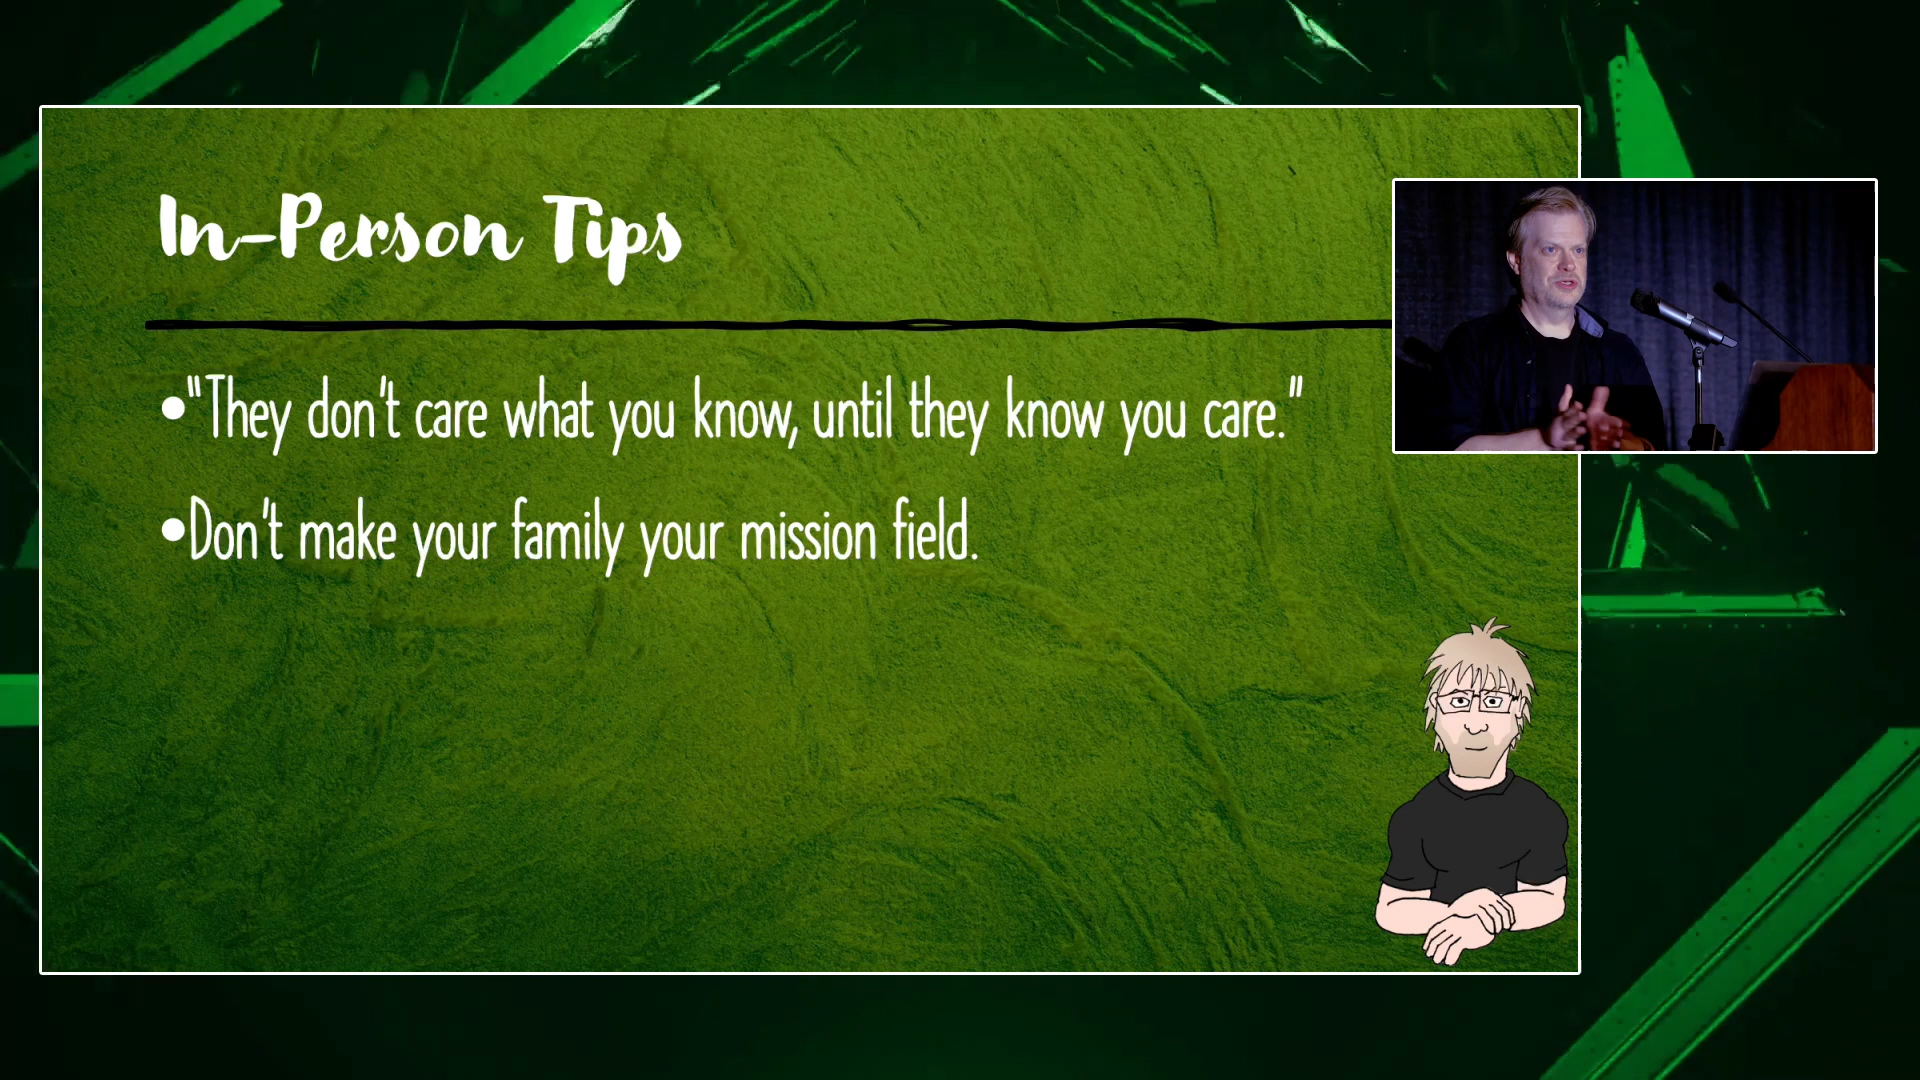 In-Person Tips
•"They don't care what you know, until they know you care."
•Don't make your family your mission field.